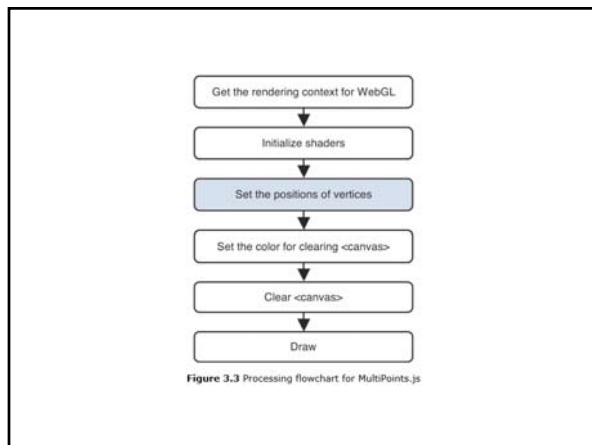 Get the rendering context for WebGL
Initialize shaders
Set the positions of vertices
Set the color for clearing <canvas>
Clear <canvas>
Draw
Figure 3.3 Processing flowchart for MultiPoints.js